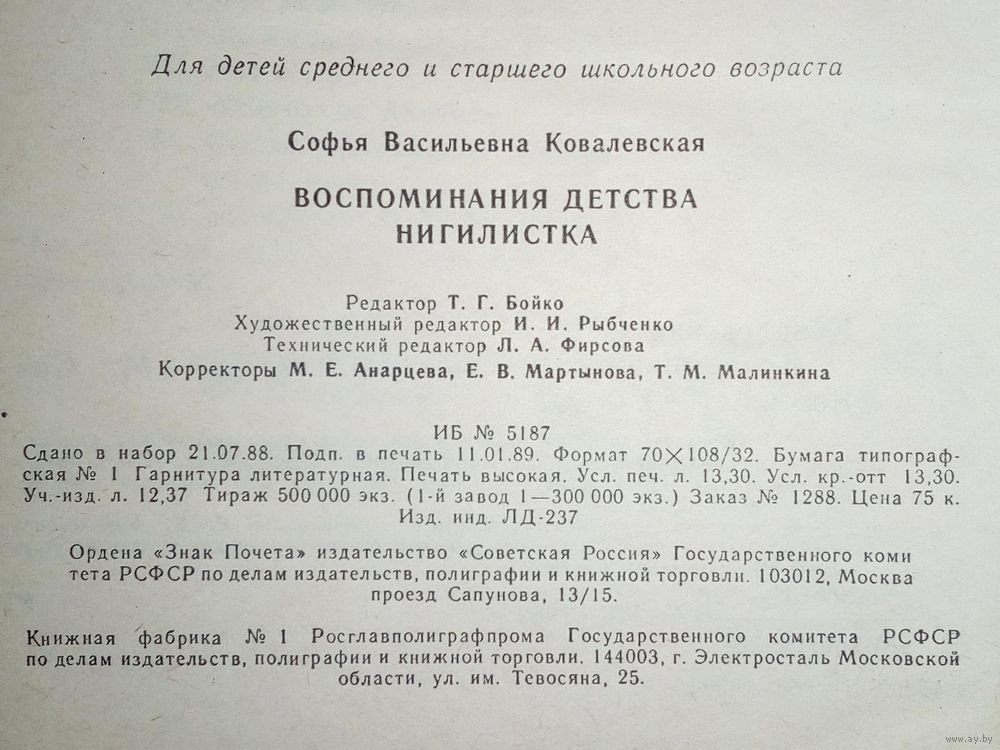 Для детей среднего и старшего школьного возраста
Софья Васильевна Ковалевская
ВОСПОМИНАНИЯ ДЕТСТВА
НИГИЛИСТКА
Редактор Т. Г. Бойко
Художественный редактор И. И. Рыбченко
Технический редактор Л. А. Фирсова
Корректоры М. Е. Анарцева, Е. В. Мартынова, Т. М. Малинкина
ИБ № 5187
Сдано в набор 21.07.88. Подп. в печать 11.01.89. Формат 70×108/32. Бумага типограф-
ская № 1 Гарнитура литературная. Печать высокая. Усл. печ. л. 13,30. Усл. кр.-отт 13,30.
Уч.-изд. л. 12,37 Тираж 500 000 экз. (1-й завод 1—300 000 экз.) Заказ № 1288. Цена 75 к.
Изд. инд. ЛД-237
Ордена «Знак Почета» издательство «Советская Россия» Государственного коми
тета РСФСР по делам издательств, полиграфии и книжной торговли. 103012, Москва
проезд Сапунова, 13/15.
Книжная фабрика № 1 Росглавполиграфпрома Государственного комитета РСФСР
по делам издательств, полиграфии и книжной торговли. 144003, г. Электросталь Московской
области, ул. им. Тевосяна, 25.
www.ay.by